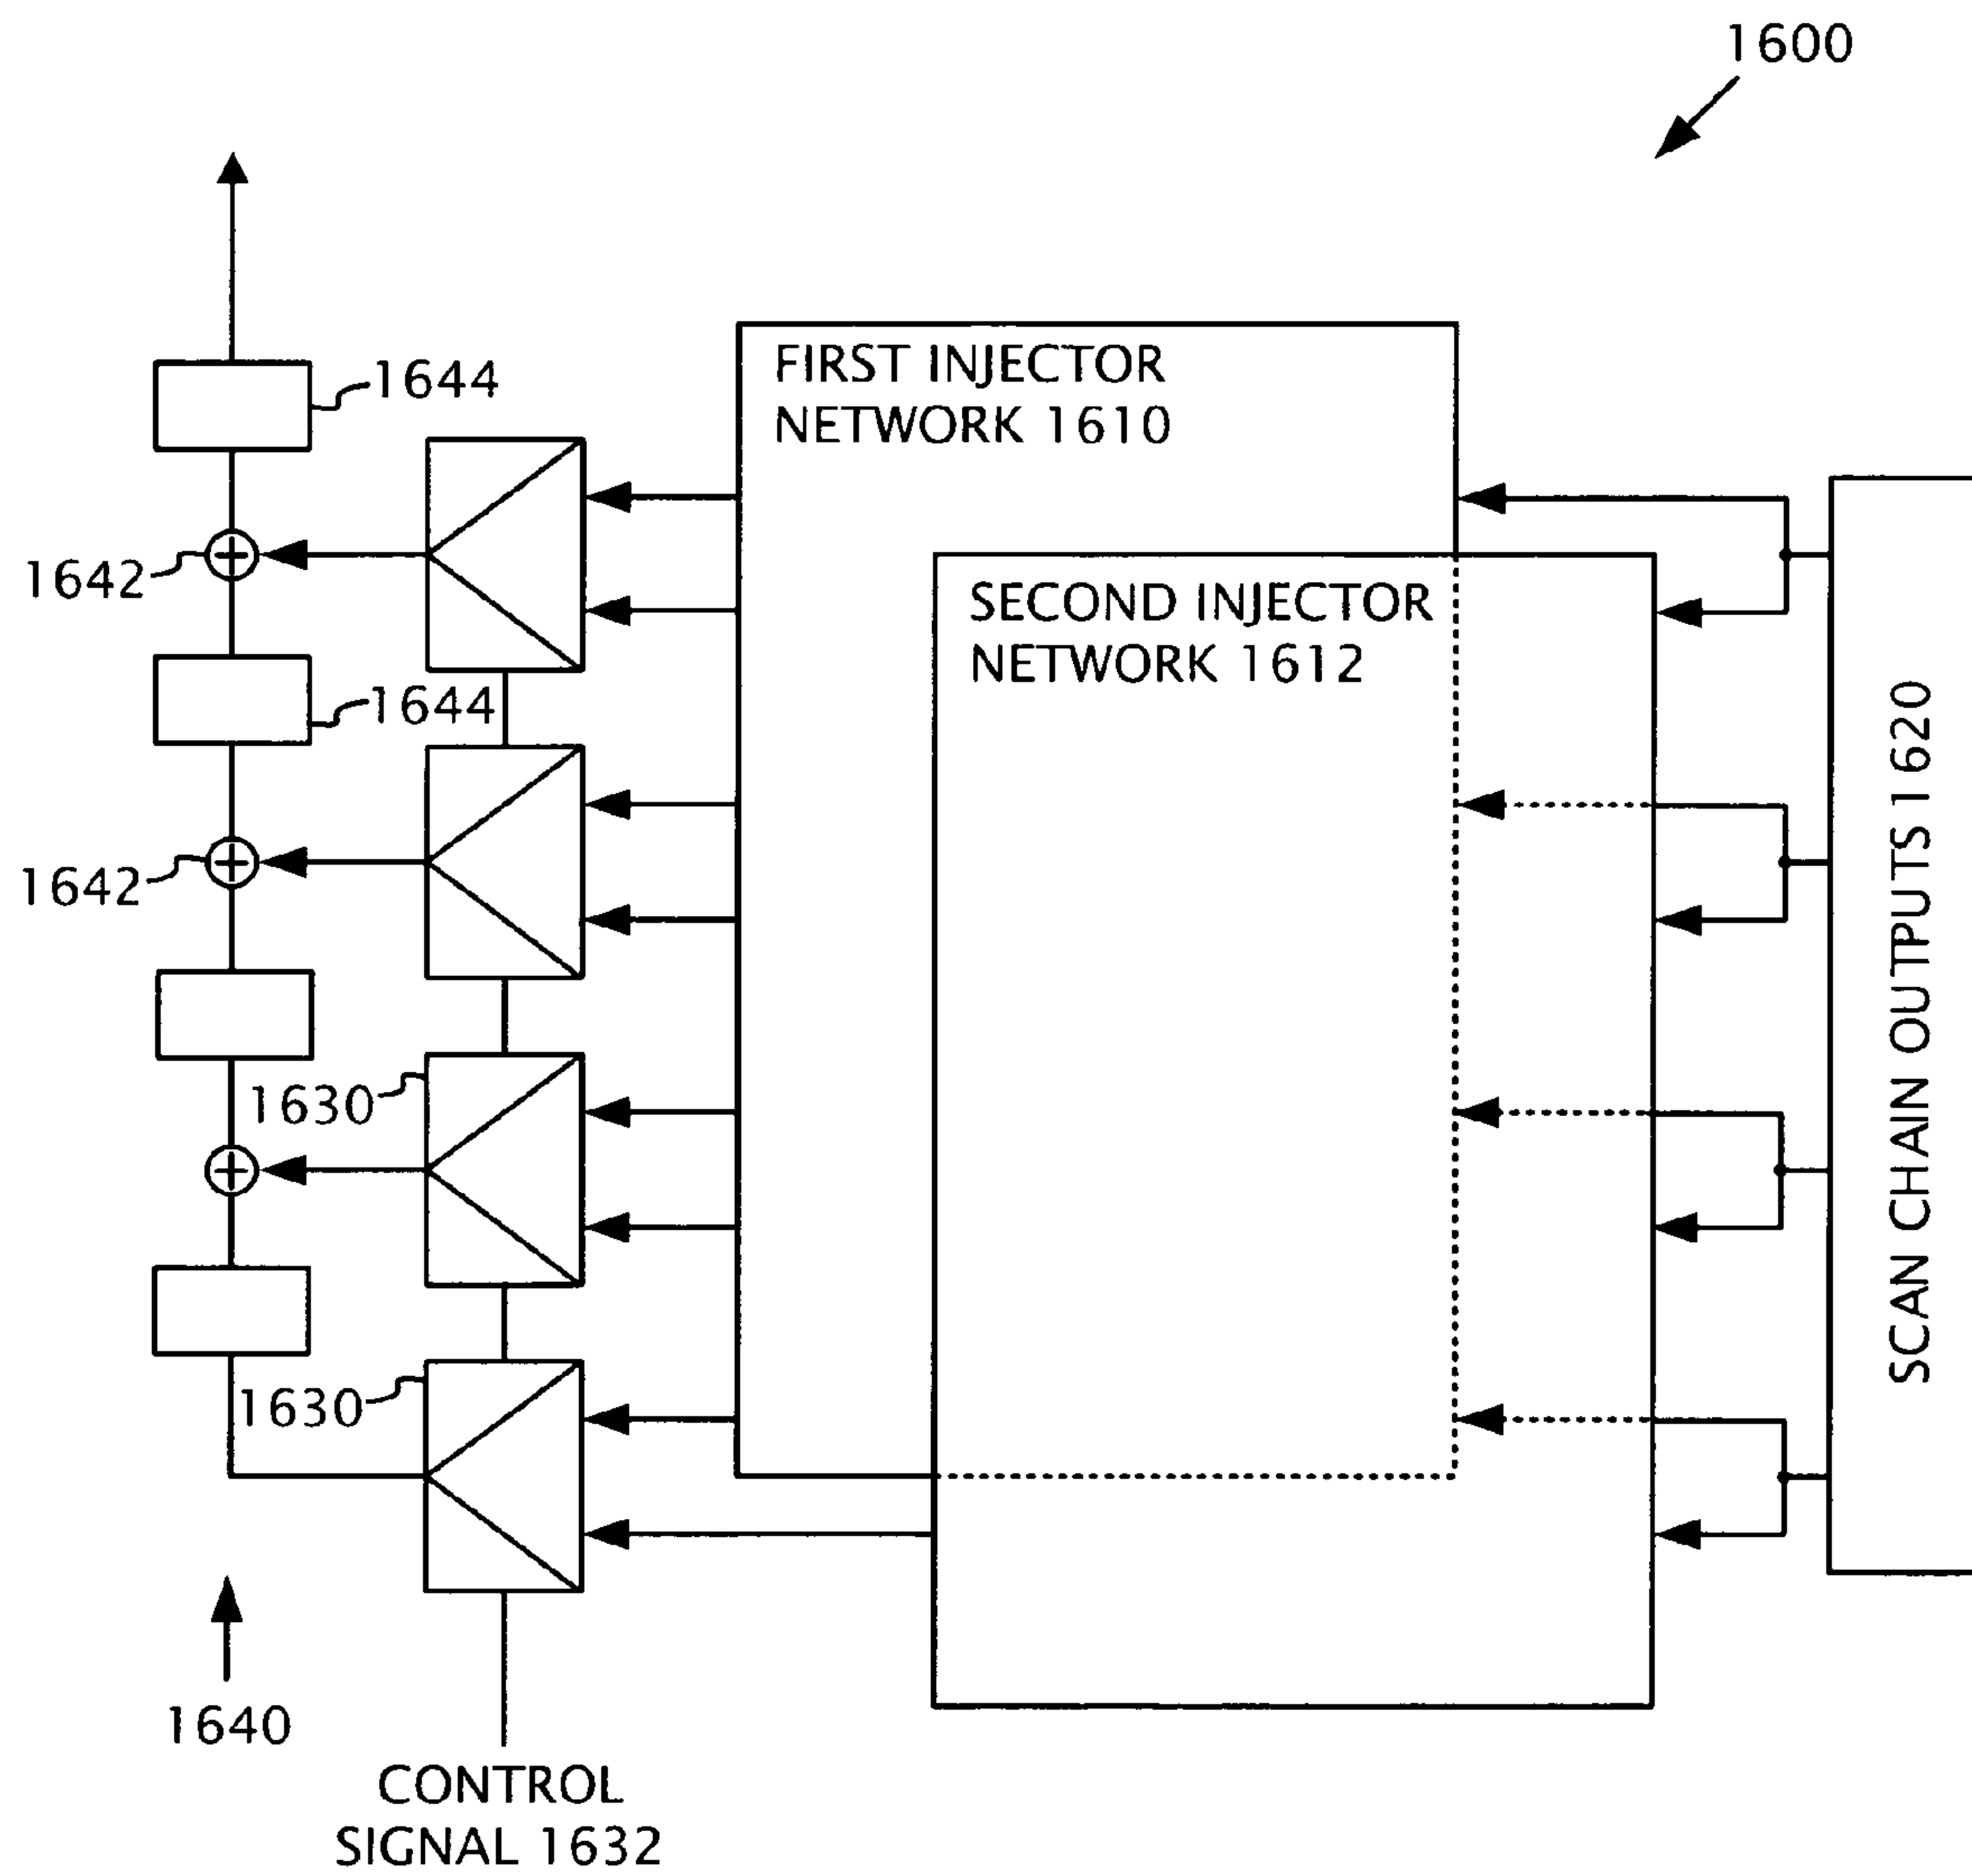 1600
1644
FIRST INJECTOR
NETWORK 1610
1642
SECOND INJECTOR
NETWORK 1612
1644
SCAN CHAIN OUTPUTS 1620
1642
1630
1630
1640
CONTROL
SIGNAL 1632